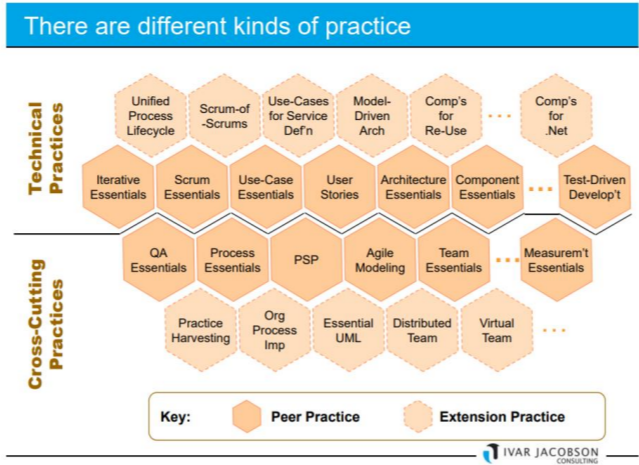 There are different kinds of practice
Technical
Practices
Unified
Process
Lifecycle
Scrum-of
-Scrums
Use-Cases
for Service
Def'n
Model-
Driven
Arch
Comp's
for
Re-Use
...
Comp's
for
.Net
Iterative
Essentials
Scrum
Essentials
Use-Case
Essentials
User
Stories
Architecture
Essentials
Component
Essentials
...
Test-Driven
Develop't
Cross-Cutting
Practices
QA
Essentials
Process
Essentials
PSP
Agile
Modeling
Team
Essentials
...
Measurem't
Essentials
Practice
Harvesting
Org
Process
Imp
Essential
UML
Distributed
Team
Virtual
Team
...
Key:
Peer Practice
Extension Practice
IVAR JACOBSON
CONSULTING